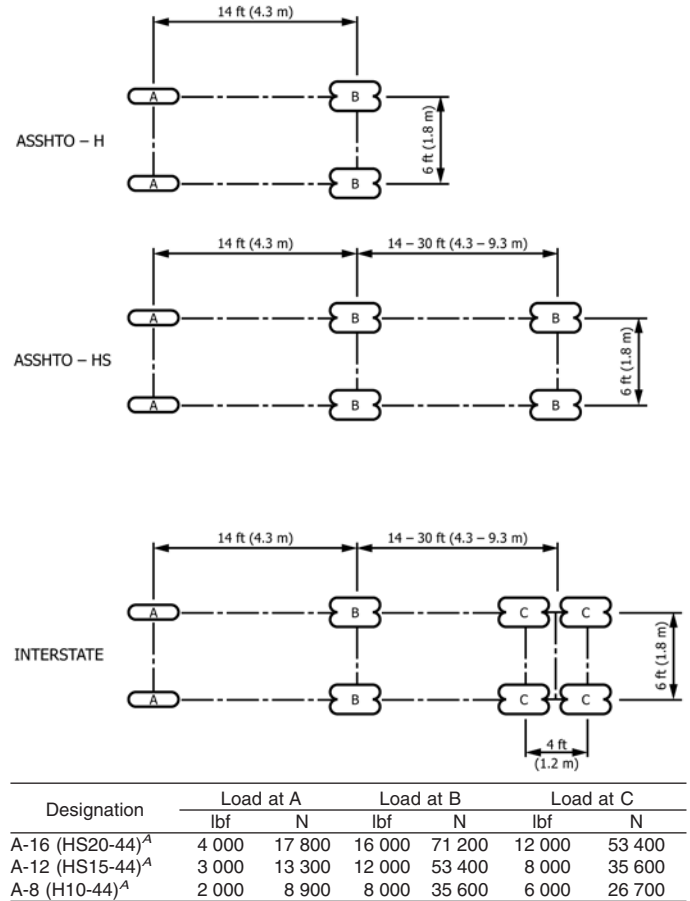 14 ft (4.3 m)
A B
6 ft (1.8 m)
ASSHTO – H
A B
14 ft (4.3 m) 14 – 30 ft (4.3 – 9.3 m)
A B B
6 ft (1.8 m)
ASSHTO – HS
A B B
14 ft (4.3 m) 14 – 30 ft (4.3 – 9.3 m)
A B C C
6 ft (1.8 m)
INTERSTATE
A B C C
4 ft
(1.2 m)
Designation Load at A Load at B Load at C
lbf N lbf N lbf N
A-16 (HS20-44)A 4 000 17 800 16 000 71 200 12 000 53 400
A-12 (HS15-44)A 3 000 13 300 12 000 53 400 8 000 35 600
A-8 (H10-44)A 2 000 8 900 8 000 35 600 6 000 26 700